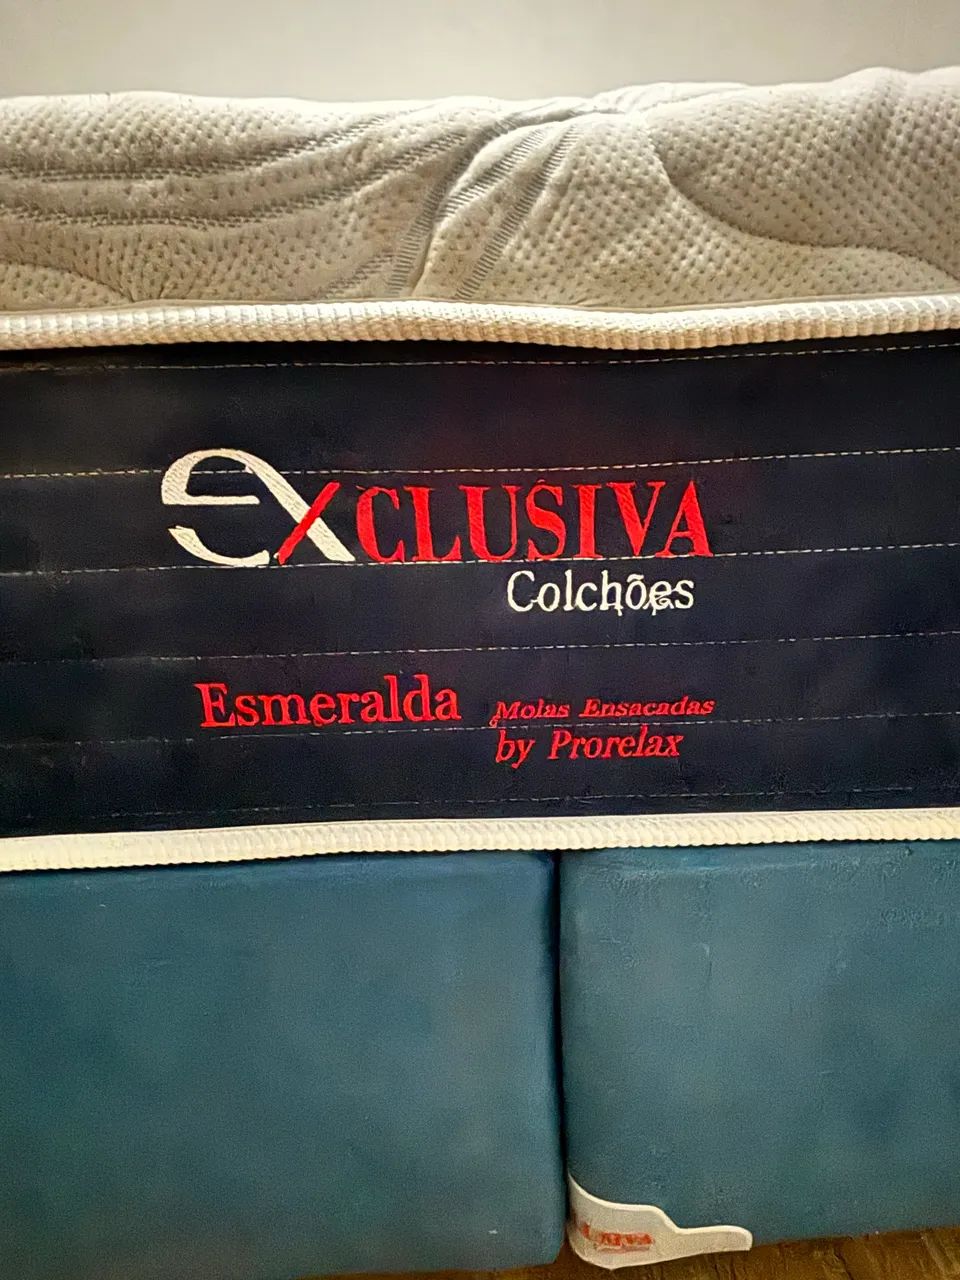 EXCLUSIVA
Colchões
Esmeralda
Molas Ensacadas
by Prorelax